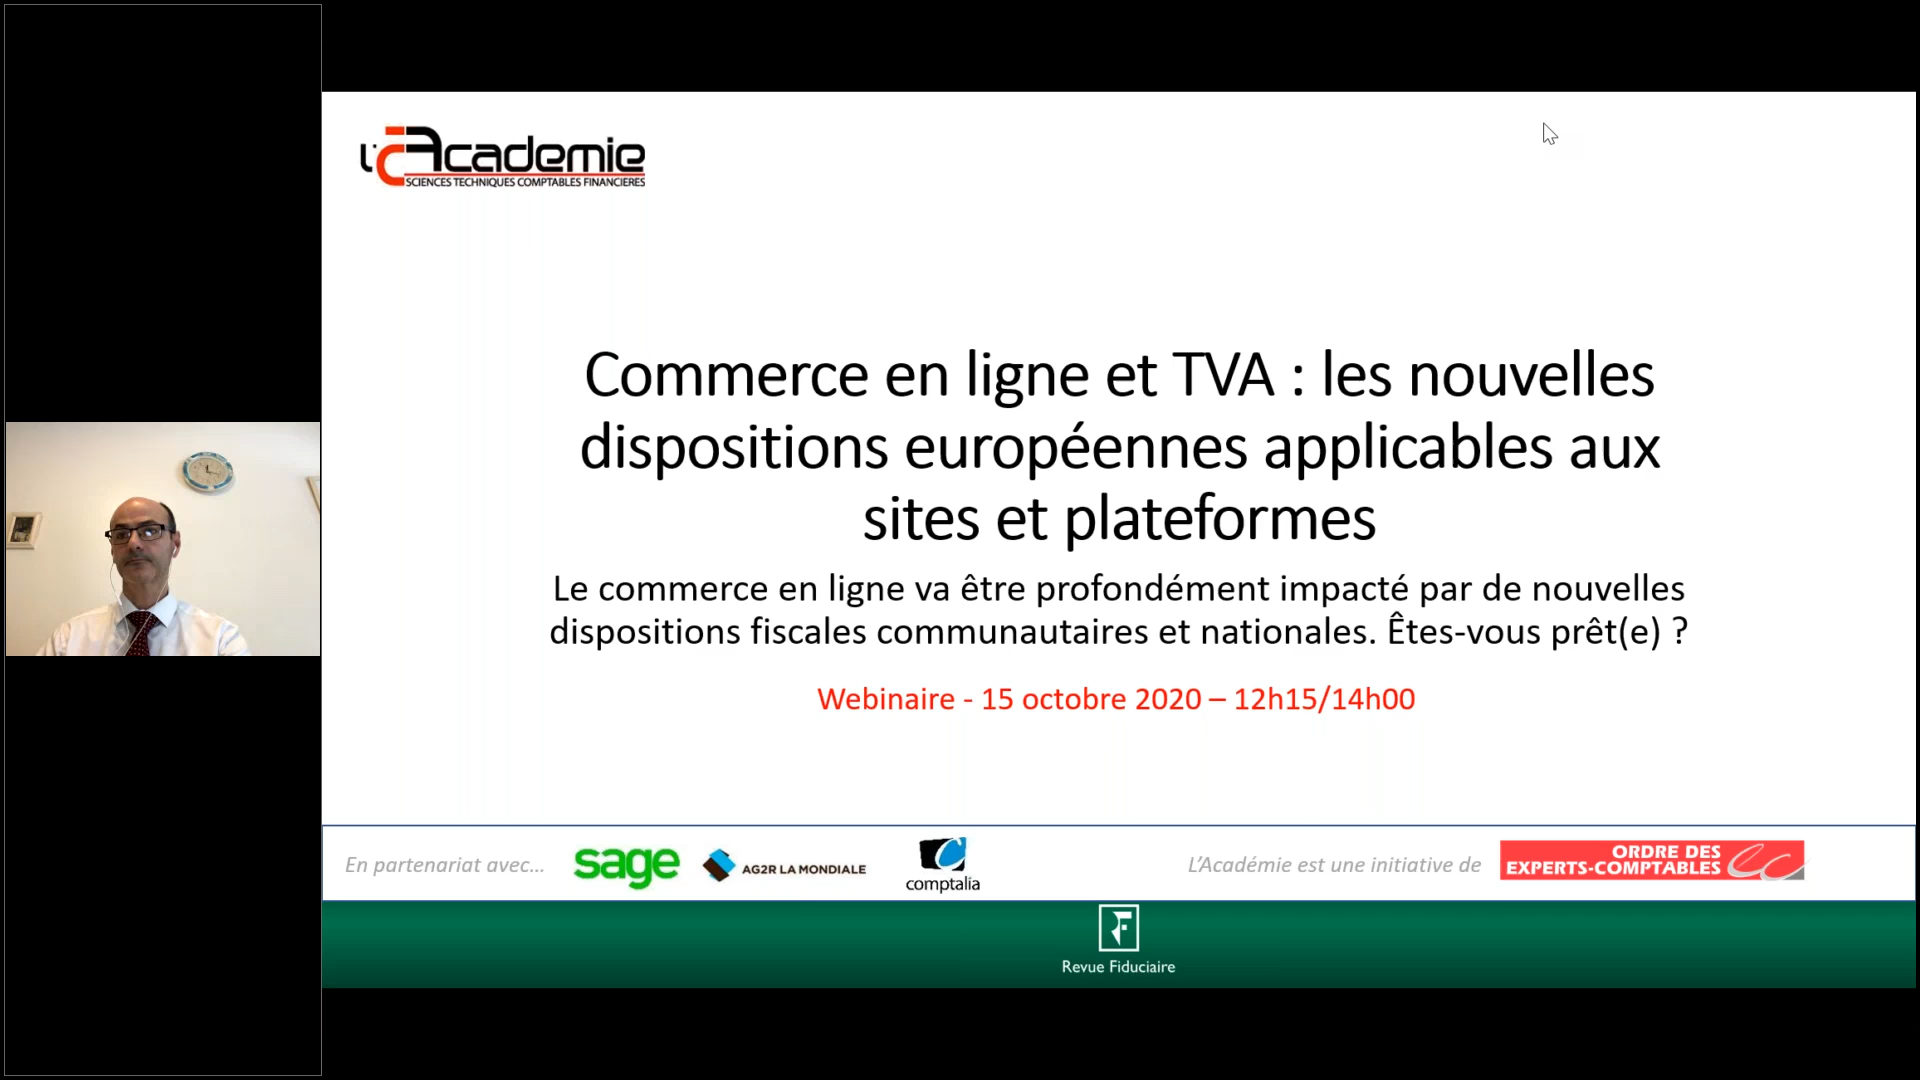 L'Academie
SCIENCES TECHNIQUES COMPTABLES FINANCIERES
Commerce en ligne et TVA : les nouvelles
dispositions européennes applicables aux
sites et plateformes
Le commerce en ligne va être profondément impacté par de nouvelles
dispositions fiscales communautaires et nationales. Êtes-vous prêt(e) ?
Webinaire - 15 octobre 2020 – 12h15/14h00
En partenariat avec...
sage
AG2R LA MONDIALE
comptalia
L'Académie est une initiative de
ORDRE DES
EXPERTS-COMPTABLES
Revue Fiduciaire